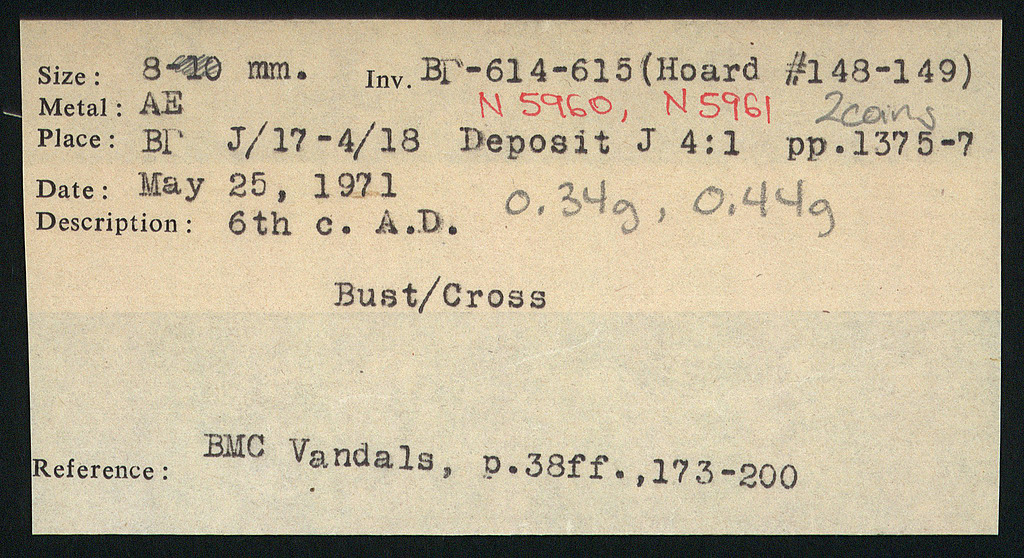 Size: 8-10 mm. Inv. ΒΓ-614-615(Hoard #148-149)
Metal: AE N 5960, N 5961 2coins
Place: ΒΓ J/17-4/18 Deposit J 4:1 pp.1375-7
Date: May 25, 1971 0.34g, 0.44g
Description: 6th c. A.D.
Bust/Cross
Reference: BMC Vandals, p.38ff.,173-200